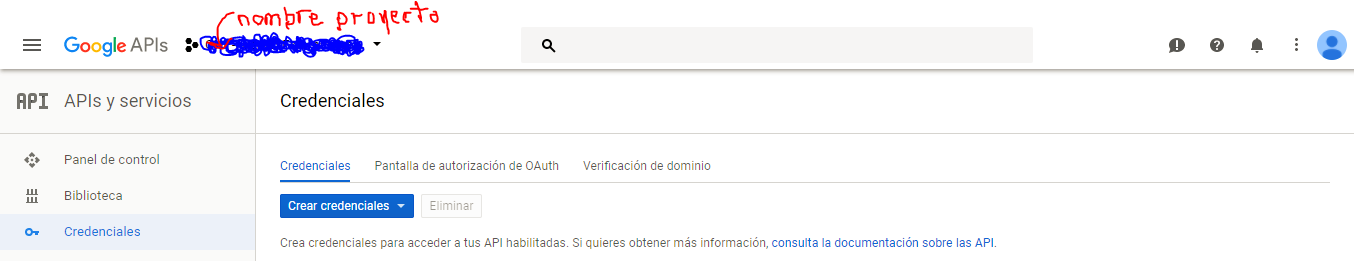 nombre proyecto
Google APIs
API APIs y servicios
Credenciales
Panel de control
Biblioteca
Credenciales
Credenciales Pantalla de autorización de OAuth Verificación de dominio
Crear credenciales Eliminar
Crea credenciales para acceder a tus API habilitadas. Si quieres obtener más información, consulta la documentación sobre las API.